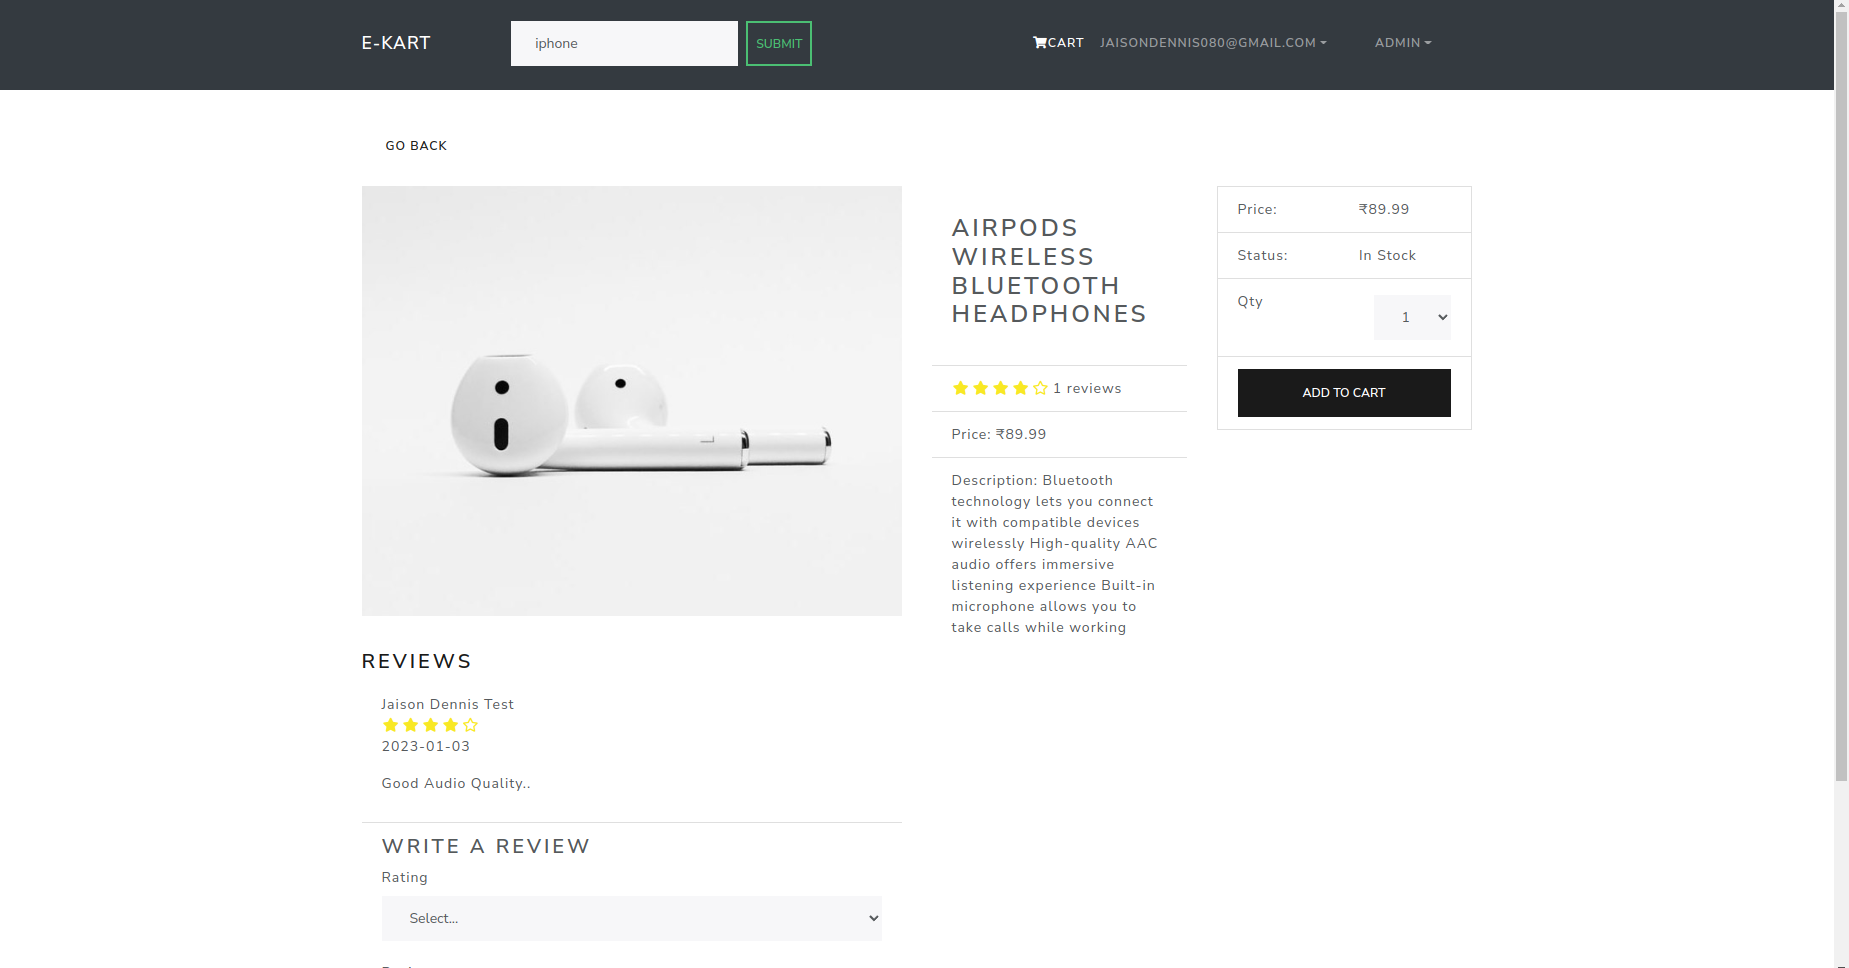 E-KART
iphone
SUBMIT
CART
JAISONDENNIS080@GMAIL.COM
ADMIN
GO BACK
AIRPODS
WIRELESS
BLUETOOTH
HEADPHONES
1 reviews
Price: ₹89.99
Description: Bluetooth
technology lets you connect
it with compatible devices
wirelessly High-quality AAC
audio offers immersive
listening experience Built-in
microphone allows you to
take calls while working
Price: ₹89.99
Status: In Stock
Qty 1
ADD TO CART
REVIEWS
Jaison Dennis Test
2023-01-03
Good Audio Quality..
WRITE A REVIEW
Rating
Select...